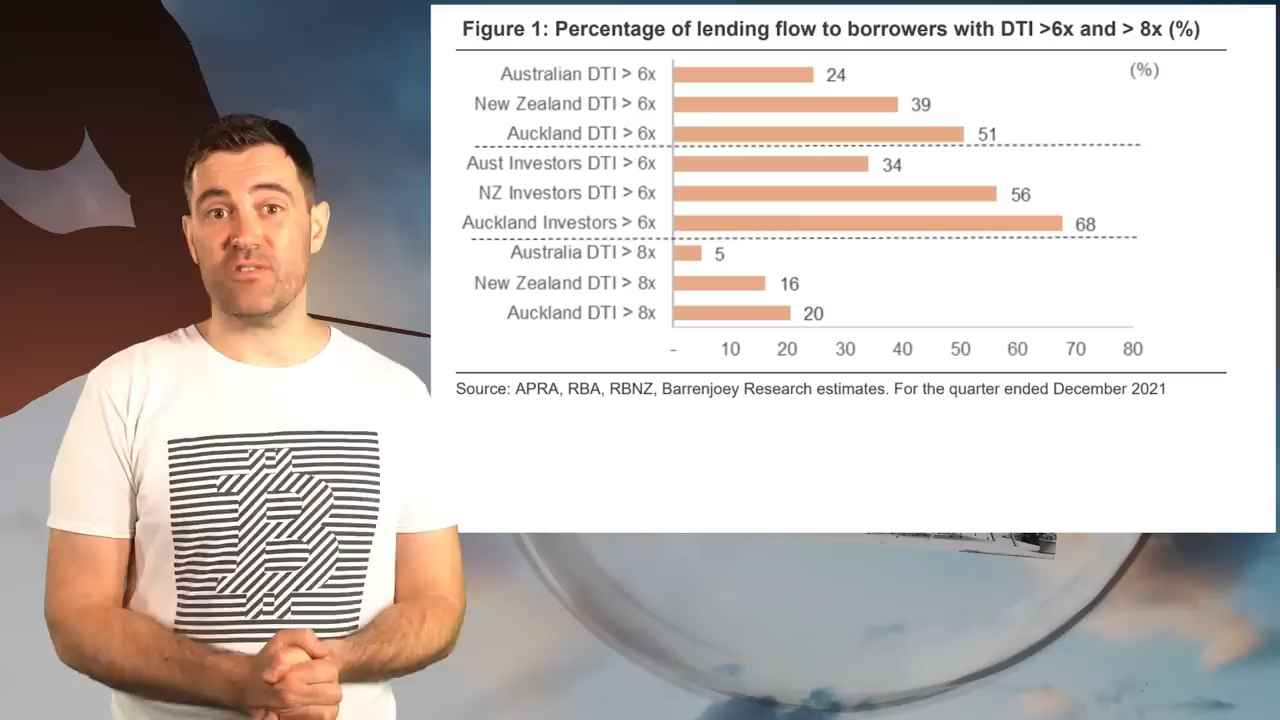 Figure 1: Percentage of lending flow to borrowers with DTI >6x and > 8x (%)
(%)
Australian DTI > 6x 24
New Zealand DTI > 6x 39
Auckland DTI > 6x 51
Aust Investors DTI > 6x 34
NZ Investors DTI > 6x 56
Auckland Investors > 6x 68
Australia DTI > 8x 5
New Zealand DTI > 8x 16
Auckland DTI > 8x 20
- 10 20 30 40 50 60 70 80
Source: APRA, RBA, RBNZ, Barrenjoey Research estimates. For the quarter ended December 2021
B